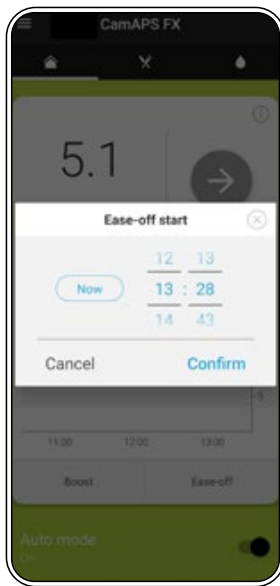 CamAPS FX
5.1
Ease-off start
12 13
Now
13 : 28
14 43
Cancel Confirm
5
11:00 12:00 13:00
Boost Ease-off
Auto mode
On